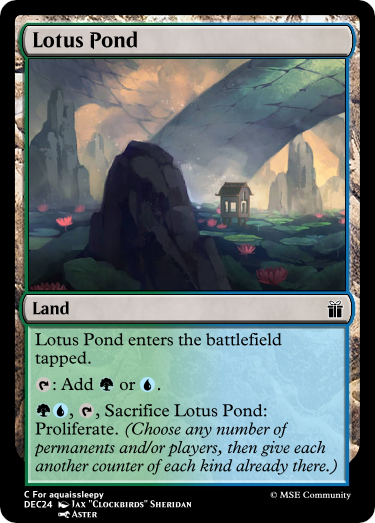 Lotus Pond
Land
Lotus Pond enters the battlefield
tapped.
: Add or .
, , Sacrifice Lotus Pond:
Proliferate. (Choose any number of
permanents and/or players, then give each
another counter of each kind already there.)
C For aquaissleepy
DEC24 Jax "Clockbirds" Sheridan
Aster
© MSE Community